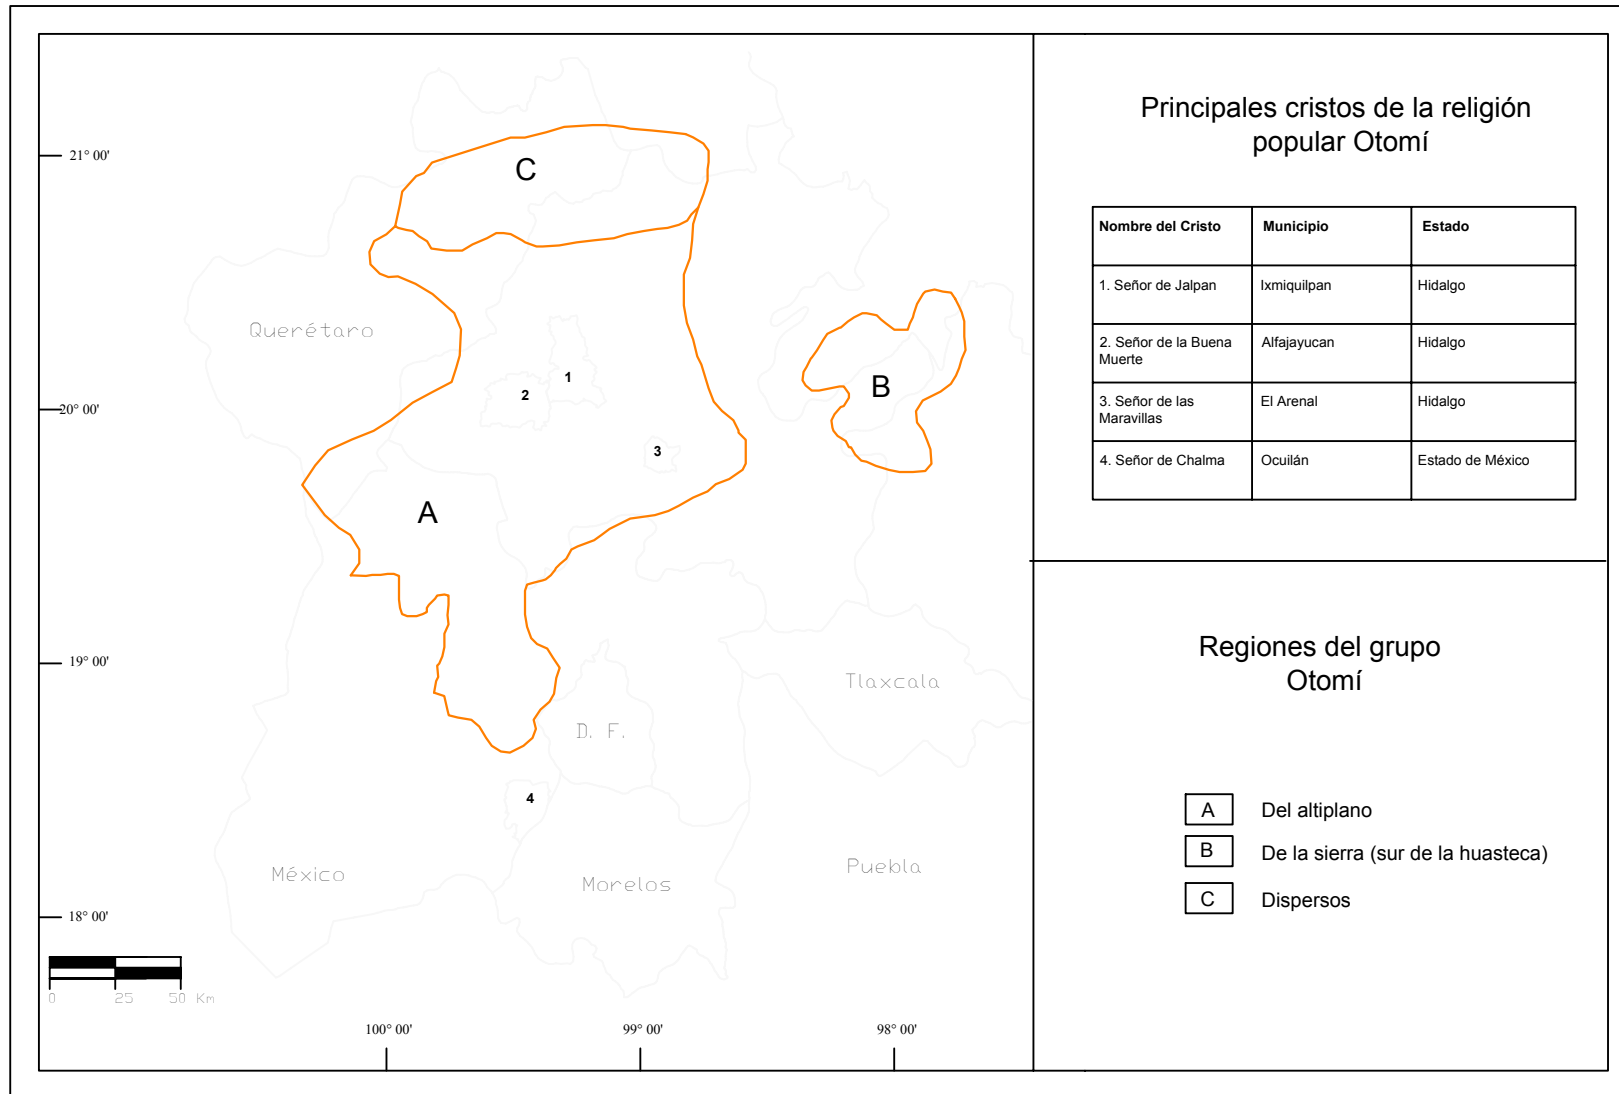 21° 00'
20° 00'
19° 00'
18° 00'
C
Querétaro
1
2
B
3
A
Tlaxcala
D. F.
4
México
Morelos
Puebla
0 25 50 Km
100° 00' 99° 00' 98° 00'
Principales cristos de la religión
popular Otomí
Nombre del Cristo Municipio Estado
1. Señor de Jalpan Ixmiquilpan Hidalgo
2. Señor de la Buena Alfajayucan Hidalgo
Muerte
3. Señor de las El Arenal Hidalgo
Maravillas
4. Señor de Chalma Ocuilán Estado de México
Regiones del grupo
Otomí
A Del altiplano
B De la sierra (sur de la huasteca)
C Dispersos